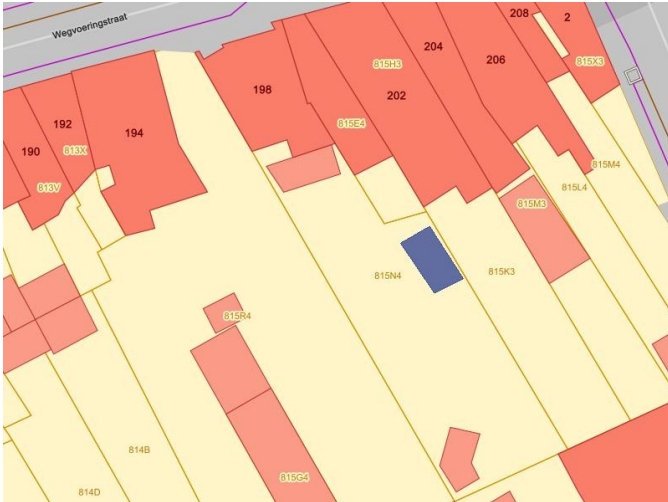 Wegvoeringstraat
208
2
204
815H3
206
815X3
198
202
192
194
190
813X
815E4
815M4
813V
815L4
815M3
815N4
815K3
815R4
814B
815G4
814D